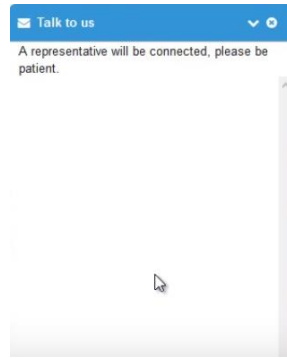 Talk to us
A representative will be connected, please be
patient.